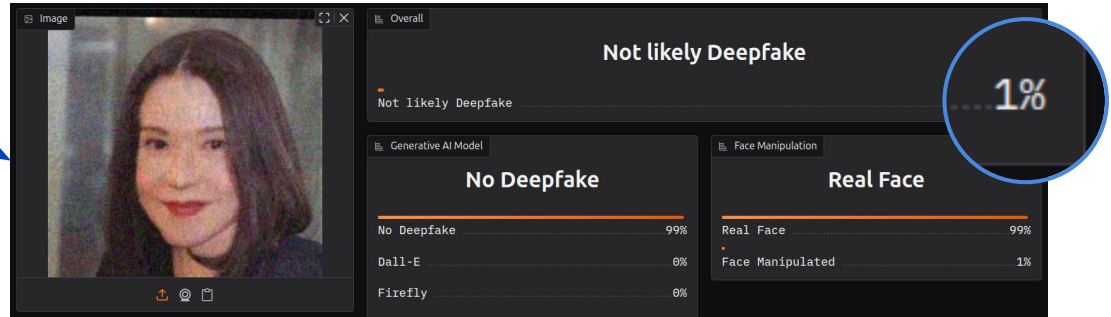 Image
Overall
Not likely Deepfake
Not likely Deepfake 1%
Generative AI Model
No Deepfake
No Deepfake 99%
Dall-E 0%
Firefly 0%
Face Manipulation
Real Face
Real Face 99%
Face Manipulated 1%